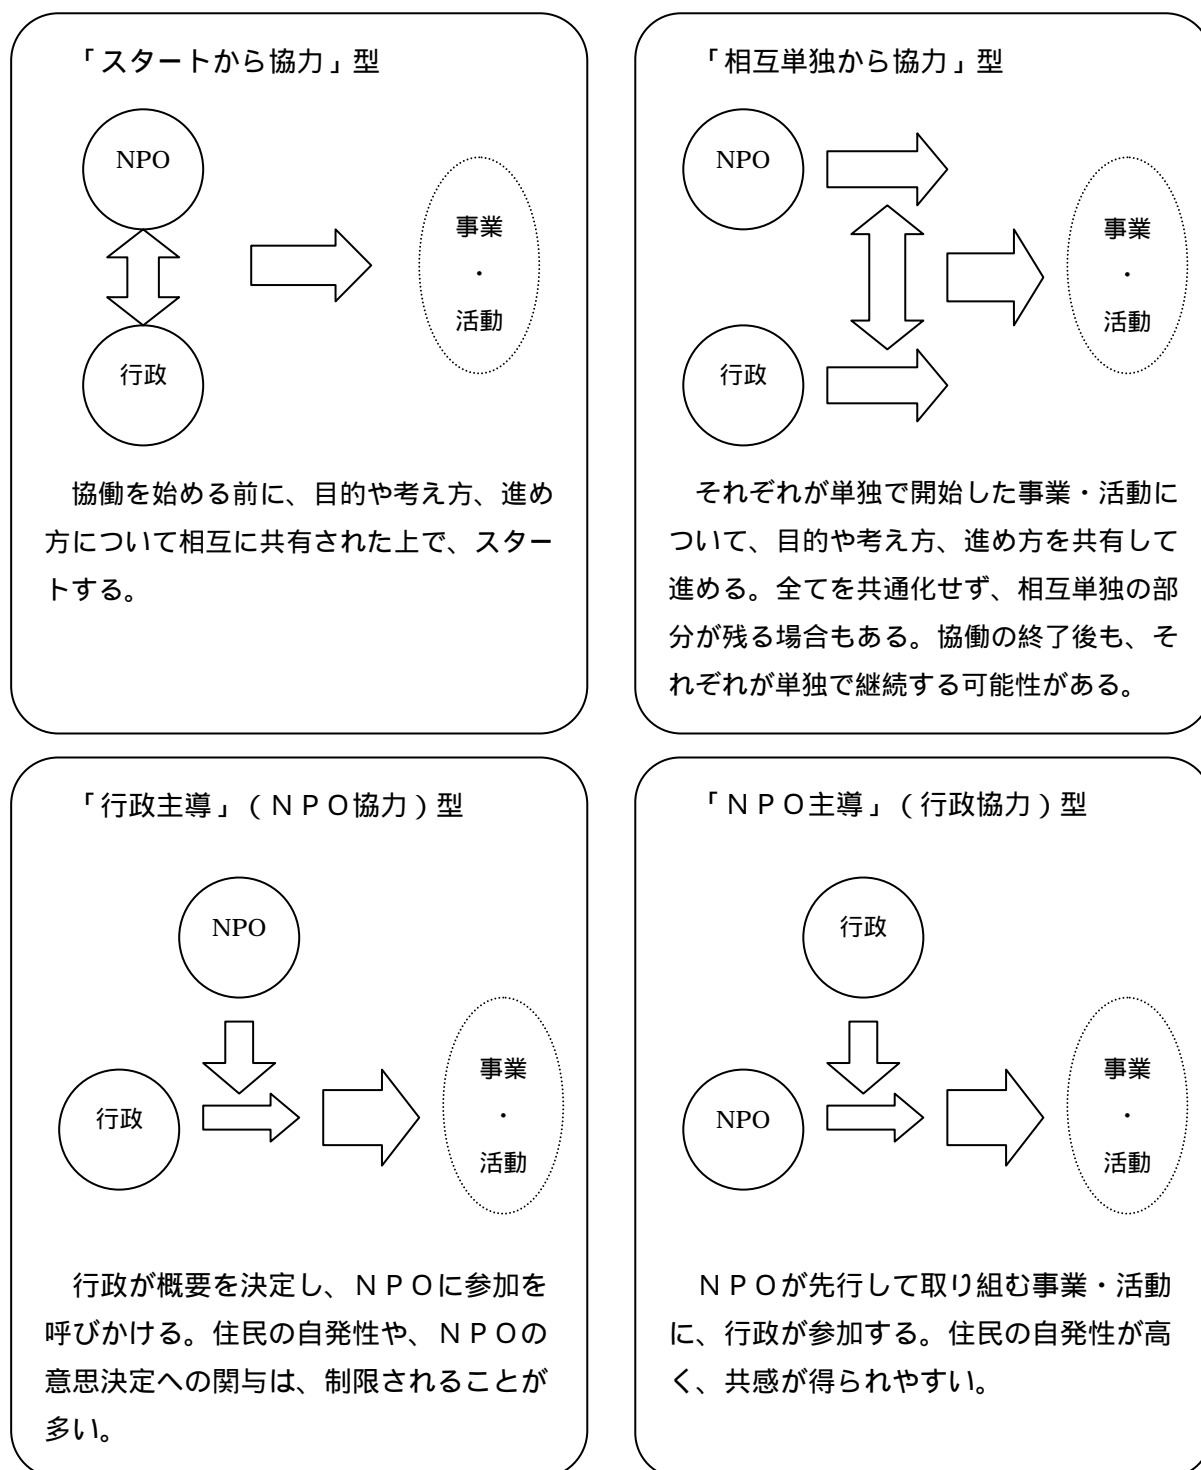 「スタートから協力」型
NPO
行政
事業
・
活動
協働を始める前に、目的や考え方、進め
方について相互に共有された上で、スター
トする。
「相互単独から協力」型
NPO
行政
事業
・
活動
それぞれが単独で開始した事業・活動に
ついて、目的や考え方、進め方を共有して
進める。全てを共通化せず、相互単独の部
分が残る場合もある。協働の終了後も、そ
れぞれが単独で継続する可能性がある。
「行政主導」(NPO協力)型
NPO
行政
事業
・
活動
行政が概要を決定し、NPOに参加を
呼びかける。住民の自発性や、NPOの
意思決定への関与は、制限されることが
多い。
「NPO主導」(行政協力)型
行政
NPO
事業
・
活動
NPOが先行して取り組む事業・活動
に、行政が参加する。住民の自発性が高
く、共感が得られやすい。